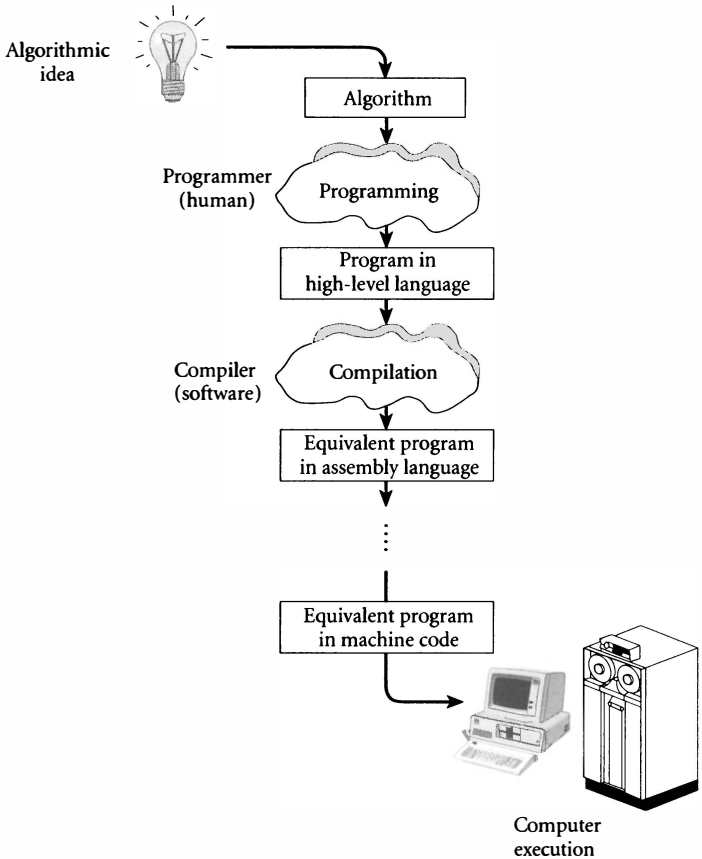 Algorithmic
idea
Algorithm
Programmer
(human)
Programming
Program in
high-level language
Compiler
(software)
Compilation
Equivalent program
in assembly language
Equivalent program
in machine code
Computer
execution